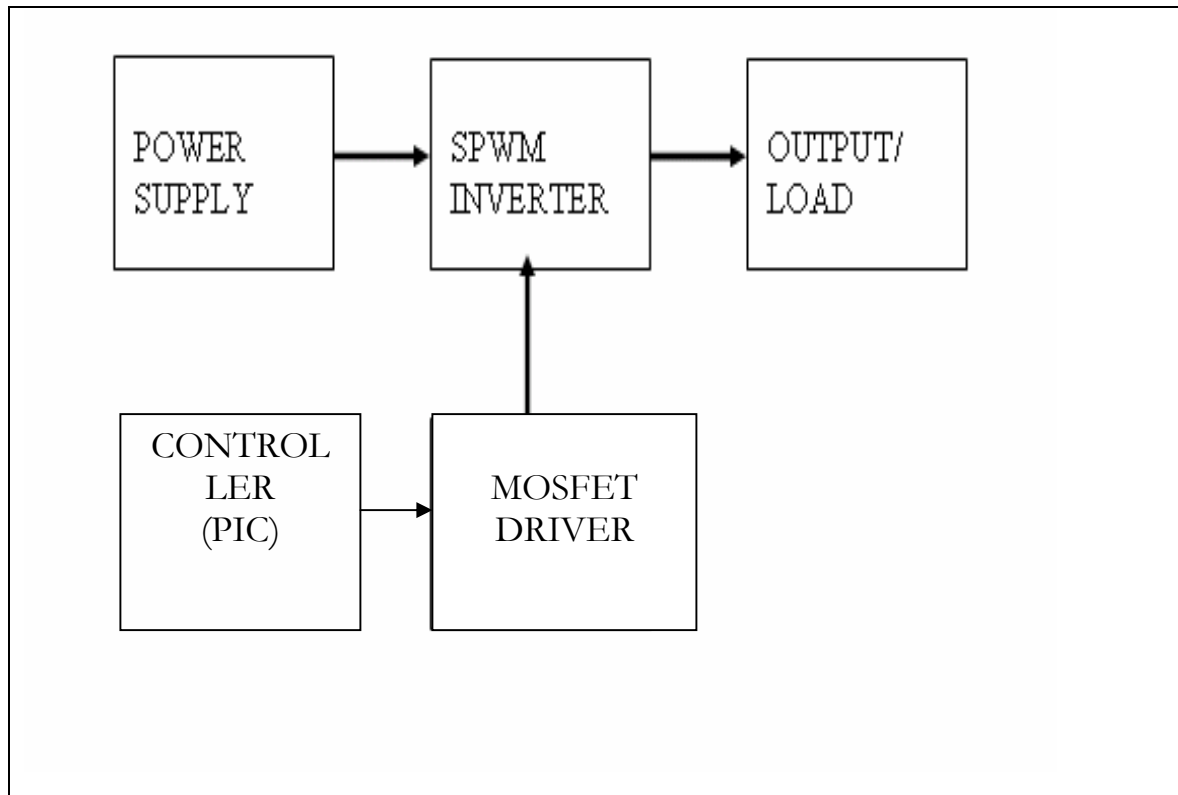 POWER
SUPPLY
SPWM
INVERTER
OUTPUT/
LOAD
CONTROL
LER
(PIC)
MOSFET
DRIVER